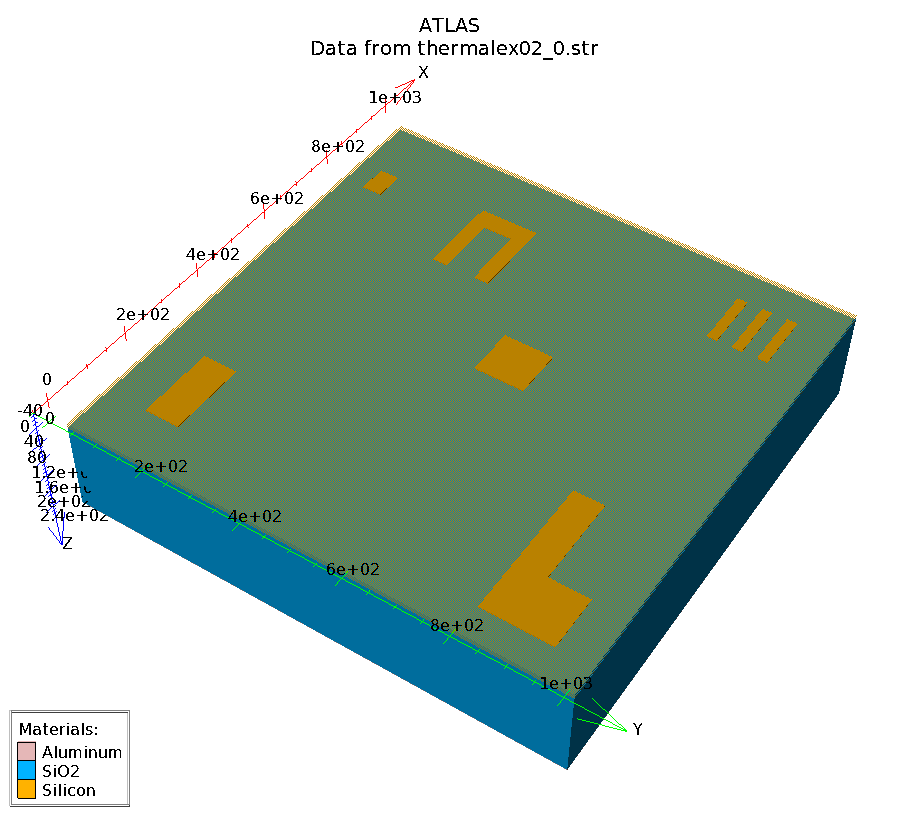 ATLAS
Data from thermalex02_0.str
X
1e+03
8e+02
6e+02
4e+02
2e+02
0
-40
0
0
40
80
1.2e+0
1.6e+0
2e+02
2.4e+02
Z
2e+02
4e+02
6e+02
8e+02
1e+03
Y
Materials:
Aluminum
SiO2
Silicon